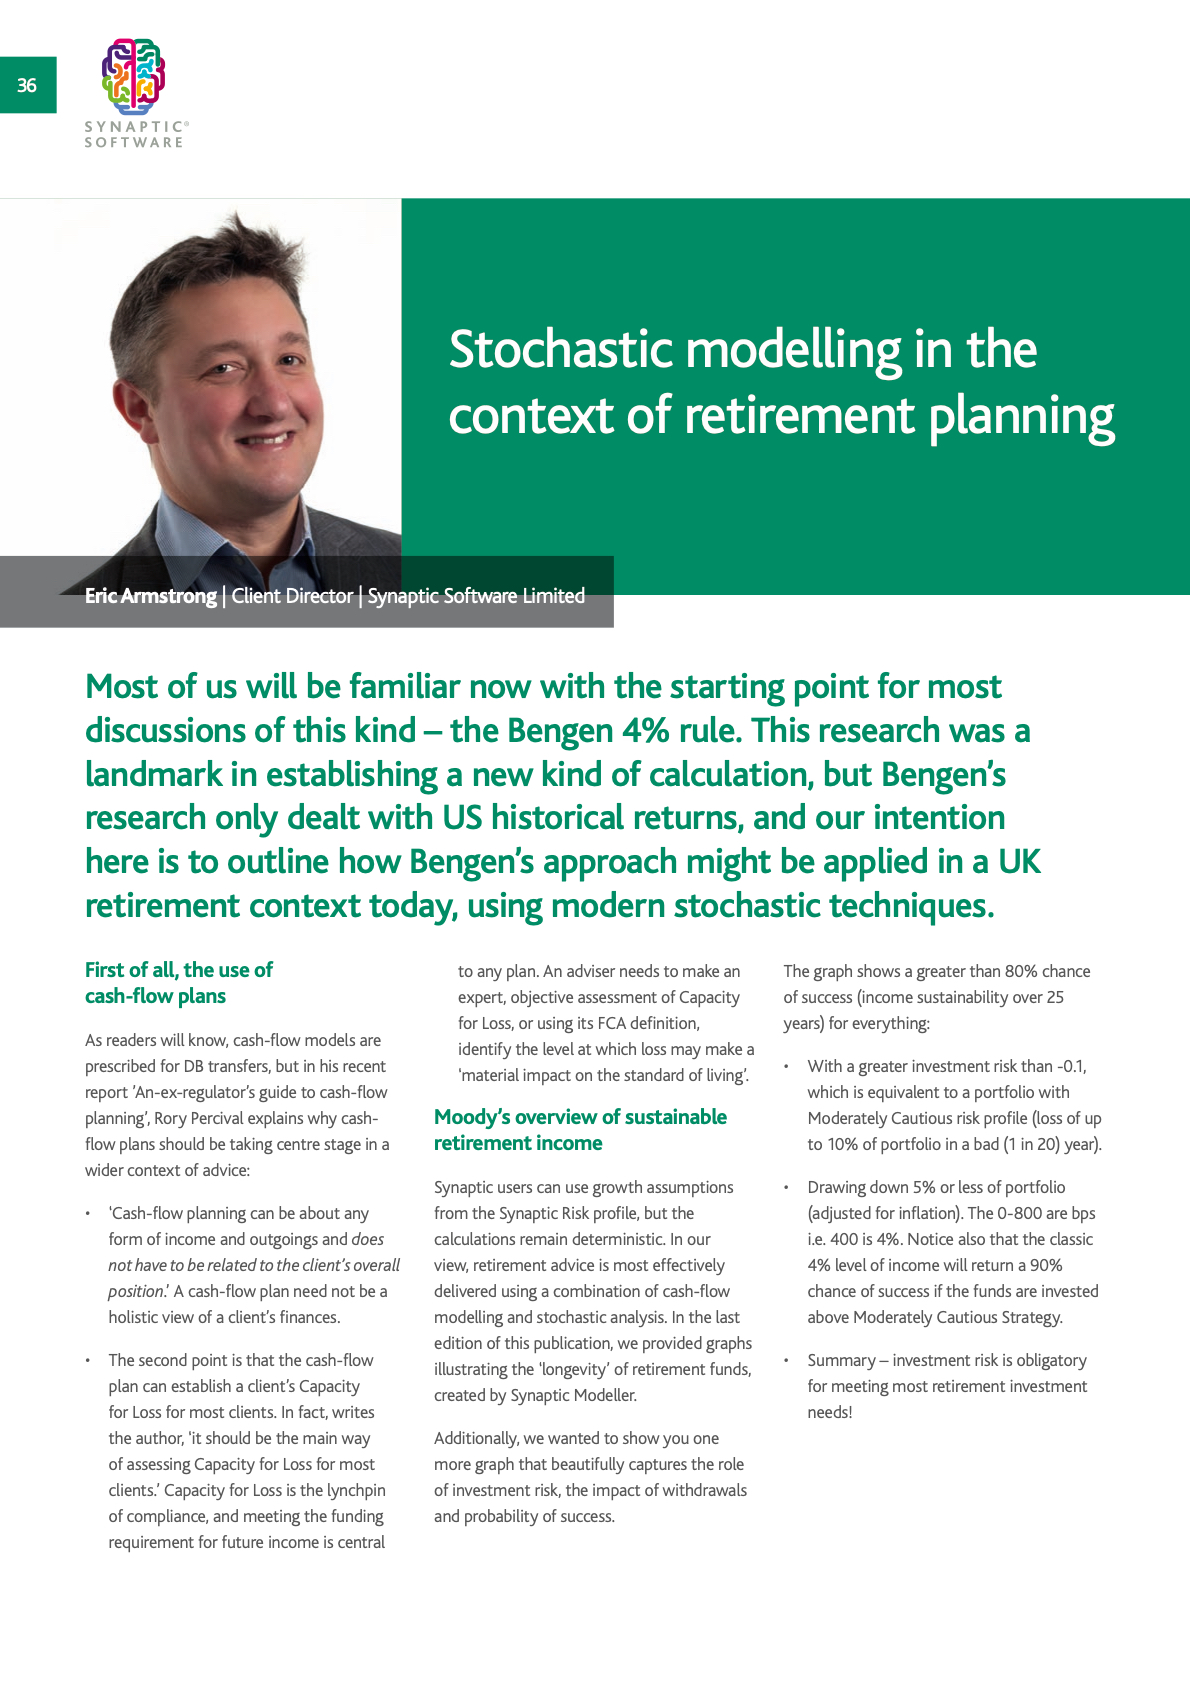 36
SYNAPTIC®
SOFTWARE
Stochastic modelling in the
context of retirement planning
Eric Armstrong | Client Director | Synaptic Software Limited
Most of us will be familiar now with the starting point for most
discussions of this kind – the Bengen 4% rule. This research was a
landmark in establishing a new kind of calculation, but Bengen’s
research only dealt with US historical returns, and our intention
here is to outline how Bengen’s approach might be applied in a UK
retirement context today, using modern stochastic techniques.
First of all, the use of
cash-flow plans
As readers will know, cash-flow models are
prescribed for DB transfers, but in his recent
report ’An-ex-regulator’s guide to cash-flow
planning’, Rory Percival explains why cash-
flow plans should be taking centre stage in a
wider context of advice:
• ‘Cash-flow planning can be about any
form of income and outgoings and does
not have to be related to the client’s overall
position.’ A cash-flow plan need not be a
holistic view of a client’s finances.
• The second point is that the cash-flow
plan can establish a client’s Capacity
for Loss for most clients. In fact, writes
the author, ‘it should be the main way
of assessing Capacity for Loss for most
clients.’ Capacity for Loss is the lynchpin
of compliance, and meeting the funding
requirement for future income is central
to any plan. An adviser needs to make an
expert, objective assessment of Capacity
for Loss, or using its FCA definition,
identify the level at which loss may make a
‘material impact on the standard of living’.
Moody’s overview of sustainable
retirement income
Synaptic users can use growth assumptions
from the Synaptic Risk profile, but the
calculations remain deterministic. In our
view, retirement advice is most effectively
delivered using a combination of cash-flow
modelling and stochastic analysis. In the last
edition of this publication, we provided graphs
illustrating the ‘longevity’ of retirement funds,
created by Synaptic Modeller.
Additionally, we wanted to show you one
more graph that beautifully captures the role
of investment risk, the impact of withdrawals
and probability of success.
The graph shows a greater than 80% chance
of success (income sustainability over 25
years) for everything:
• With a greater investment risk than -0.1,
which is equivalent to a portfolio with
Moderately Cautious risk profile (loss of up
to 10% of portfolio in a bad (1 in 20) year).
• Drawing down 5% or less of portfolio
(adjusted for inflation). The 0-800 are bps
i.e. 400 is 4%. Notice also that the classic
4% level of income will return a 90%
chance of success if the funds are invested
above Moderately Cautious Strategy.
• Summary – investment risk is obligatory
for meeting most retirement investment
needs!